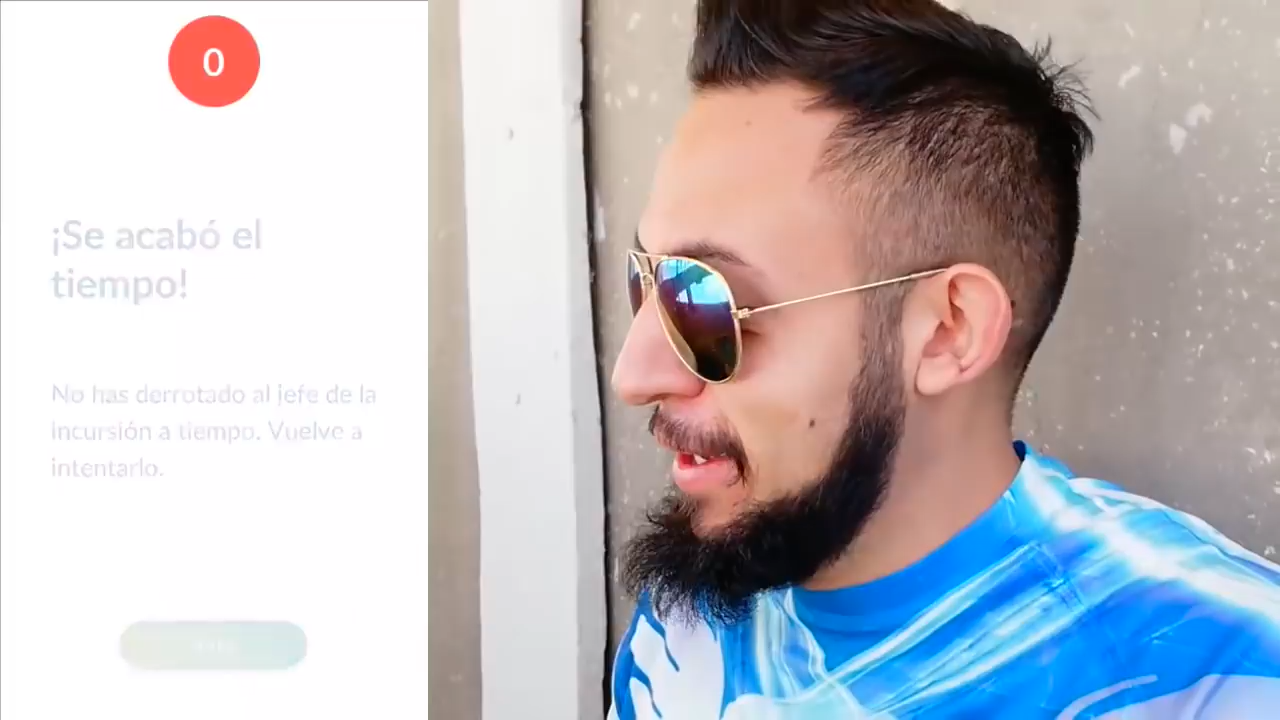 0
¡Se acabó el
tiempo!
No has derrotado al jefe de la
incursión a tiempo. Vuelve a
intentarlo.